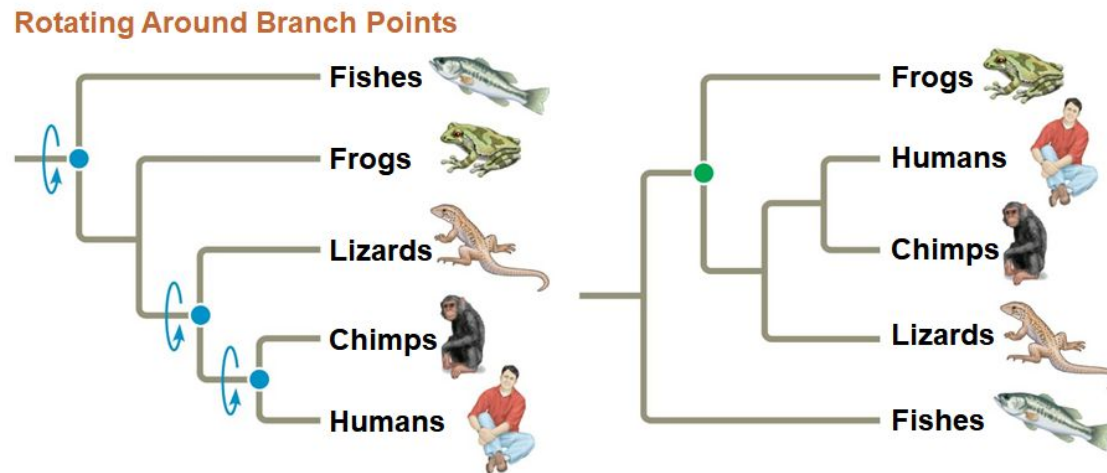 Rotating Around Branch Points
Fishes
Frogs
Lizards
Chimps
Humans
Frogs
Humans
Chimps
Lizards
Fishes